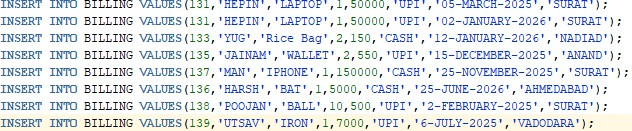 INSERT INTO BILLING VALUES(131,'HEPIN','LAPTOP',1,50000,'UPI','05-MARCH-2025','SURAT');
INSERT INTO BILLING VALUES(131,'HEPIN','LAPTOP',1,50000,'UPI','02-JANUARY-2026','SURAT');
INSERT INTO BILLING VALUES(133,'YUG','Rice Bag',2,150,'CASH','12-JANUARY-2026','NADIAD');
INSERT INTO BILLING VALUES(135,'JAINAM','WALLET',2,550,'UPI','15-DECEMBER-2025','ANAND');
INSERT INTO BILLING VALUES(137,'MAN','IPHONE',1,150000,'CASH','25-NOVEMBER-2025','SURAT');
INSERT INTO BILLING VALUES(136,'HARSH','BAT',1,5000,'CASH','25-JUNE-2026','AHMEDABAD');
INSERT INTO BILLING VALUES(138,'POOJAN','BALL',10,500,'UPI','2-FEBRUARY-2025','SURAT');
INSERT INTO BILLING VALUES(139,'UTSAV','IRON',1,7000,'UPI','6-JULY-2025','VADODARA');